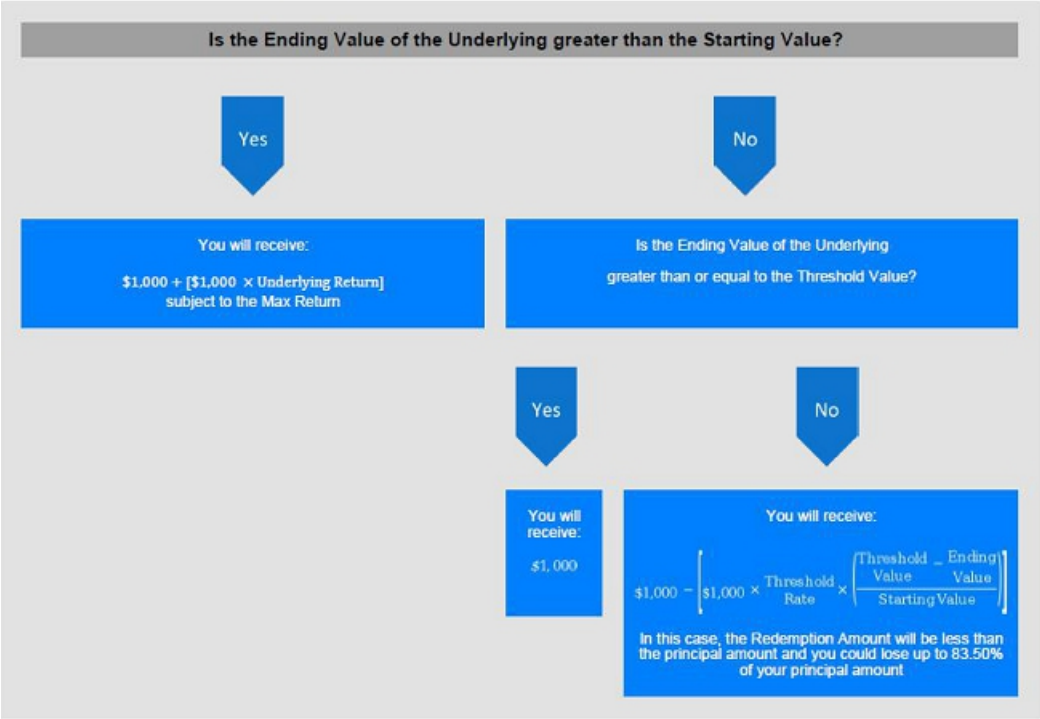 Is the Ending Value of the Underlying greater than the Starting Value?
Yes
No
You will receive:
$1,000 + [$1,000 × Underlying Return]
subject to the Max Return
Is the Ending Value of the Underlying
greater than or equal to the Threshold Value?
Yes
No
You will
receive:
$1,000
You will receive:
$1,000 − [$1,000 × Threshold Rate × ((Threshold Value − Ending Value) / Starting Value)]
In this case, the Redemption Amount will be less than
the principal amount and you could lose up to 83.50%
of your principal amount